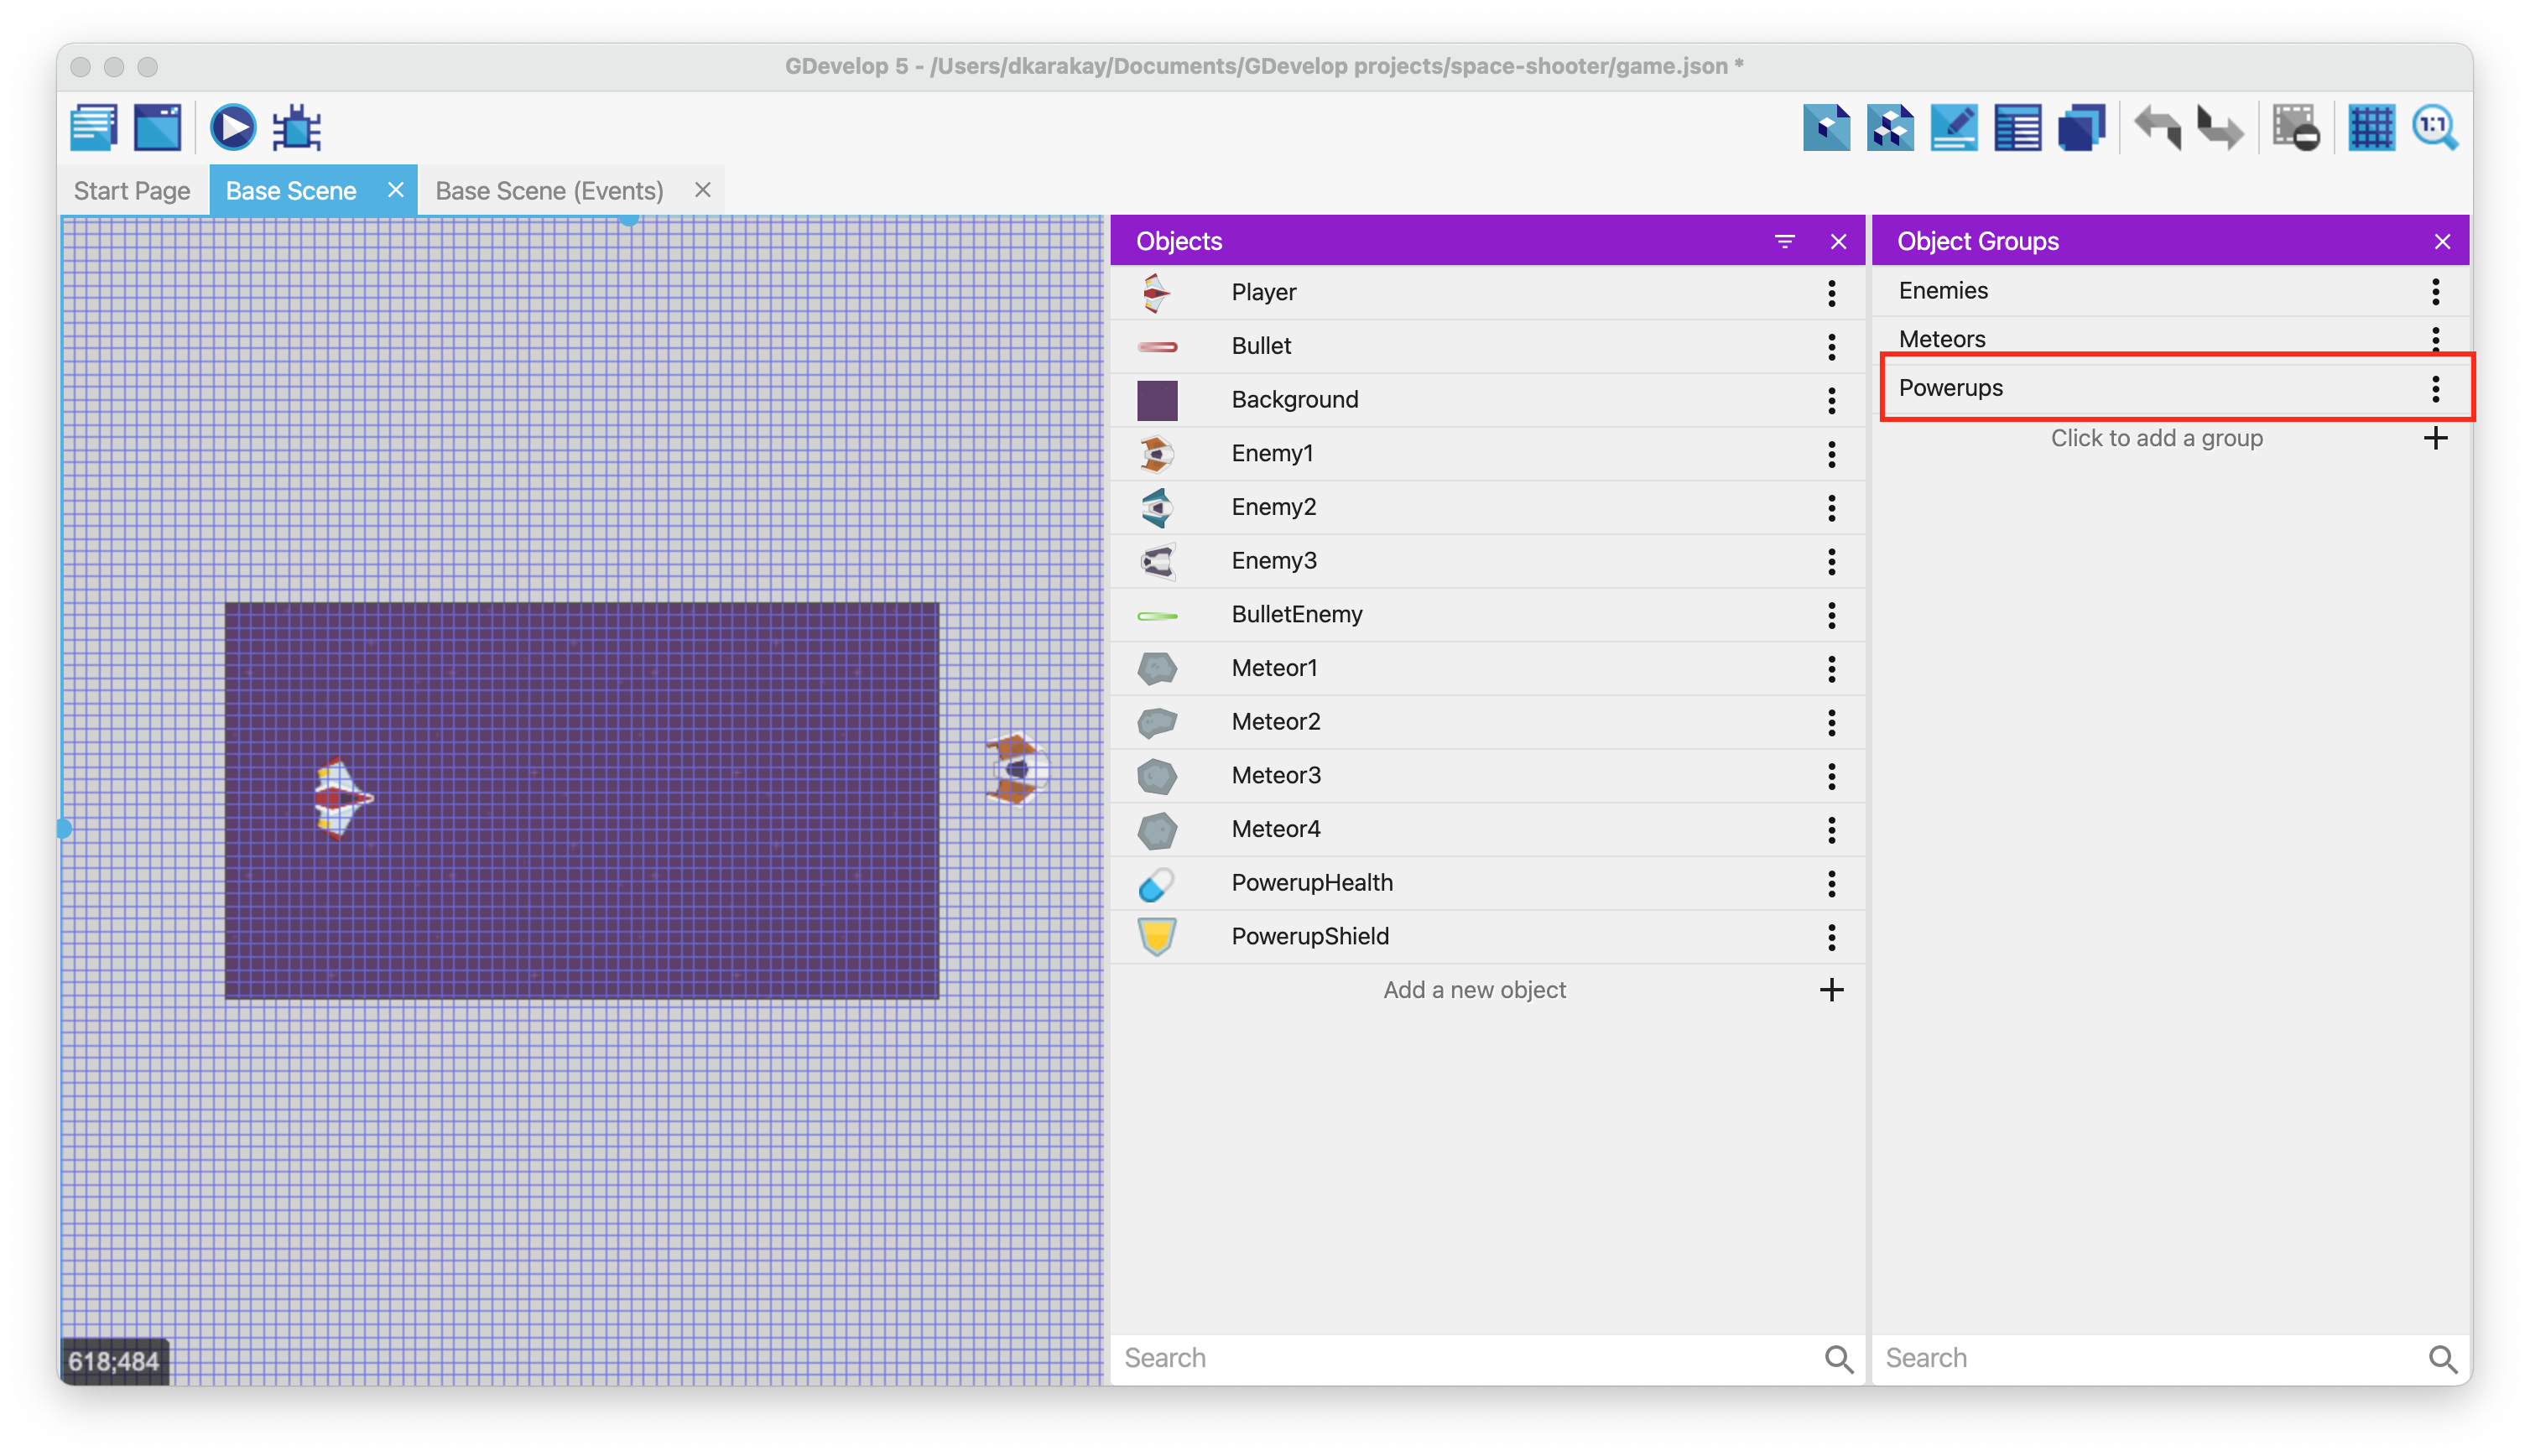 GDevelop 5 - /Users/dkarakay/Documents/GDevelop projects/space-shooter/game.json *
1:1
Start Page
Base Scene
Base Scene (Events)
Objects
Player
Bullet
Background
Enemy1
Enemy2
Enemy3
BulletEnemy
Meteor1
Meteor2
Meteor3
Meteor4
PowerupHealth
PowerupShield
Add a new object
Search
Object Groups
Enemies
Meteors
Powerups
Click to add a group
Search
618;484